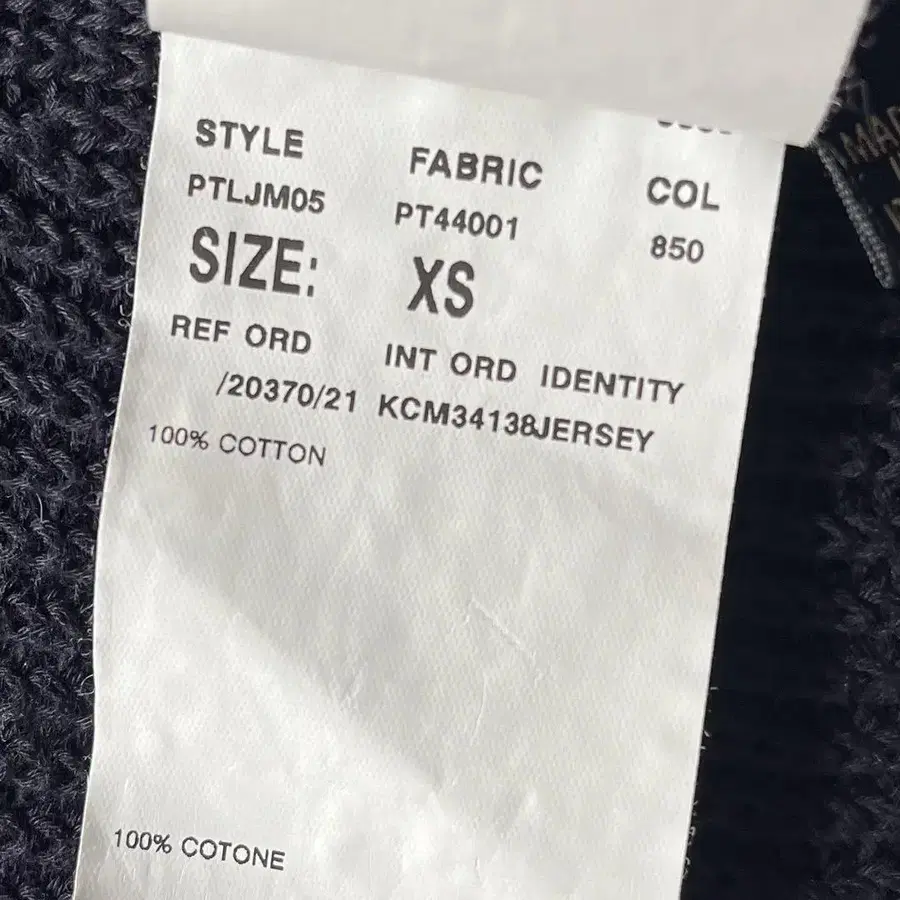 STYLE FABRIC COL
PTLJM05 PT44001 850
SIZE: XS
REF ORD INT ORD IDENTITY
/20370/21 KCM34138JERSEY
100% COTTON
100% COTONE